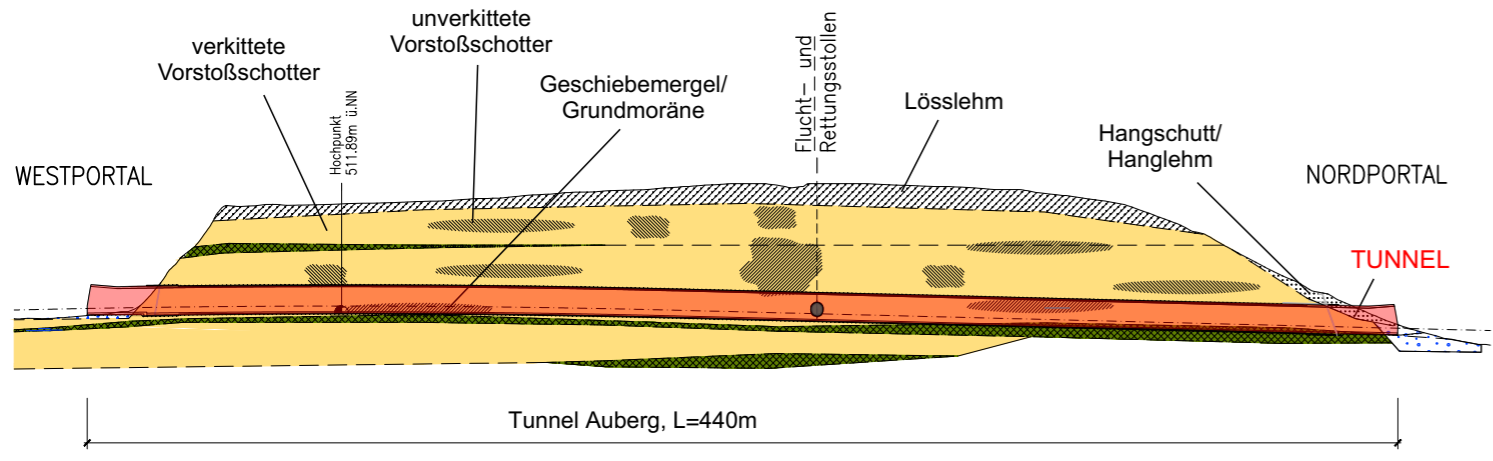 verkittete
Vorstoßschotter
unverkittete
Vorstoßschotter
Geschiebemergel/
Grundmoräne
Hochpunkt
511.89m ü.NN
Flucht– und
Rettungsstollen
Lösslehm
Hangschutt/
Hanglehm
WESTPORTAL
NORDPORTAL
TUNNEL
Tunnel Auberg, L=440m